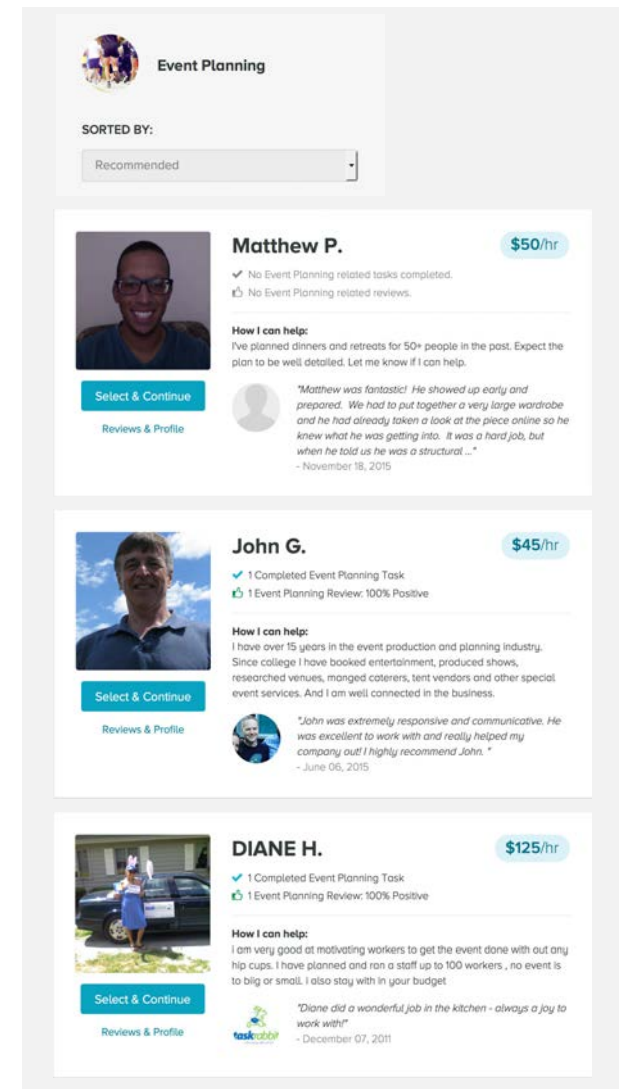 Event Planning
SORTED BY:
Recommended
Matthew P.
$50/hr
No Event Planning related tasks completed.
No Event Planning related reviews.
How I can help:
I've planned dinners and retreats for 50+ people in the past. Expect the
plan to be well detailed. Let me know if I can help.
Select & Continue
Reviews & Profile
"Matthew was fantastic! He showed up early and
prepared. We had to put together a very large wardrobe
and he had already taken a look at the piece online so he
knew what he was getting into. It was a hard job, but
when he told us he was a structural ..."
- November 18, 2015
John G.
$45/hr
1 Completed Event Planning Task
1 Event Planning Review: 100% Positive
How I can help:
I have over 15 years in the event production and planning industry.
Since college I have booked entertainment, produced shows,
researched venues, manged caterers, tent vendors and other special
event services. And I am well connected in the business.
Select & Continue
Reviews & Profile
"John was extremely responsive and communicative. He
was excellent to work with and really helped my
company out! I highly recommend John. "
- June 06, 2015
DIANE H.
$125/hr
1 Completed Event Planning Task
1 Event Planning Review: 100% Positive
How I can help:
i am very good at motivating workers to get the event done with out any
hip cups. I have planned and ran a staff up to 100 workers , no event is
to biig or small. i also stay with in your budget
Select & Continue
Reviews & Profile
"Diane did a wonderful job in the kitchen - always a joy to
work with!"
- December 07, 2011
taskrabbit